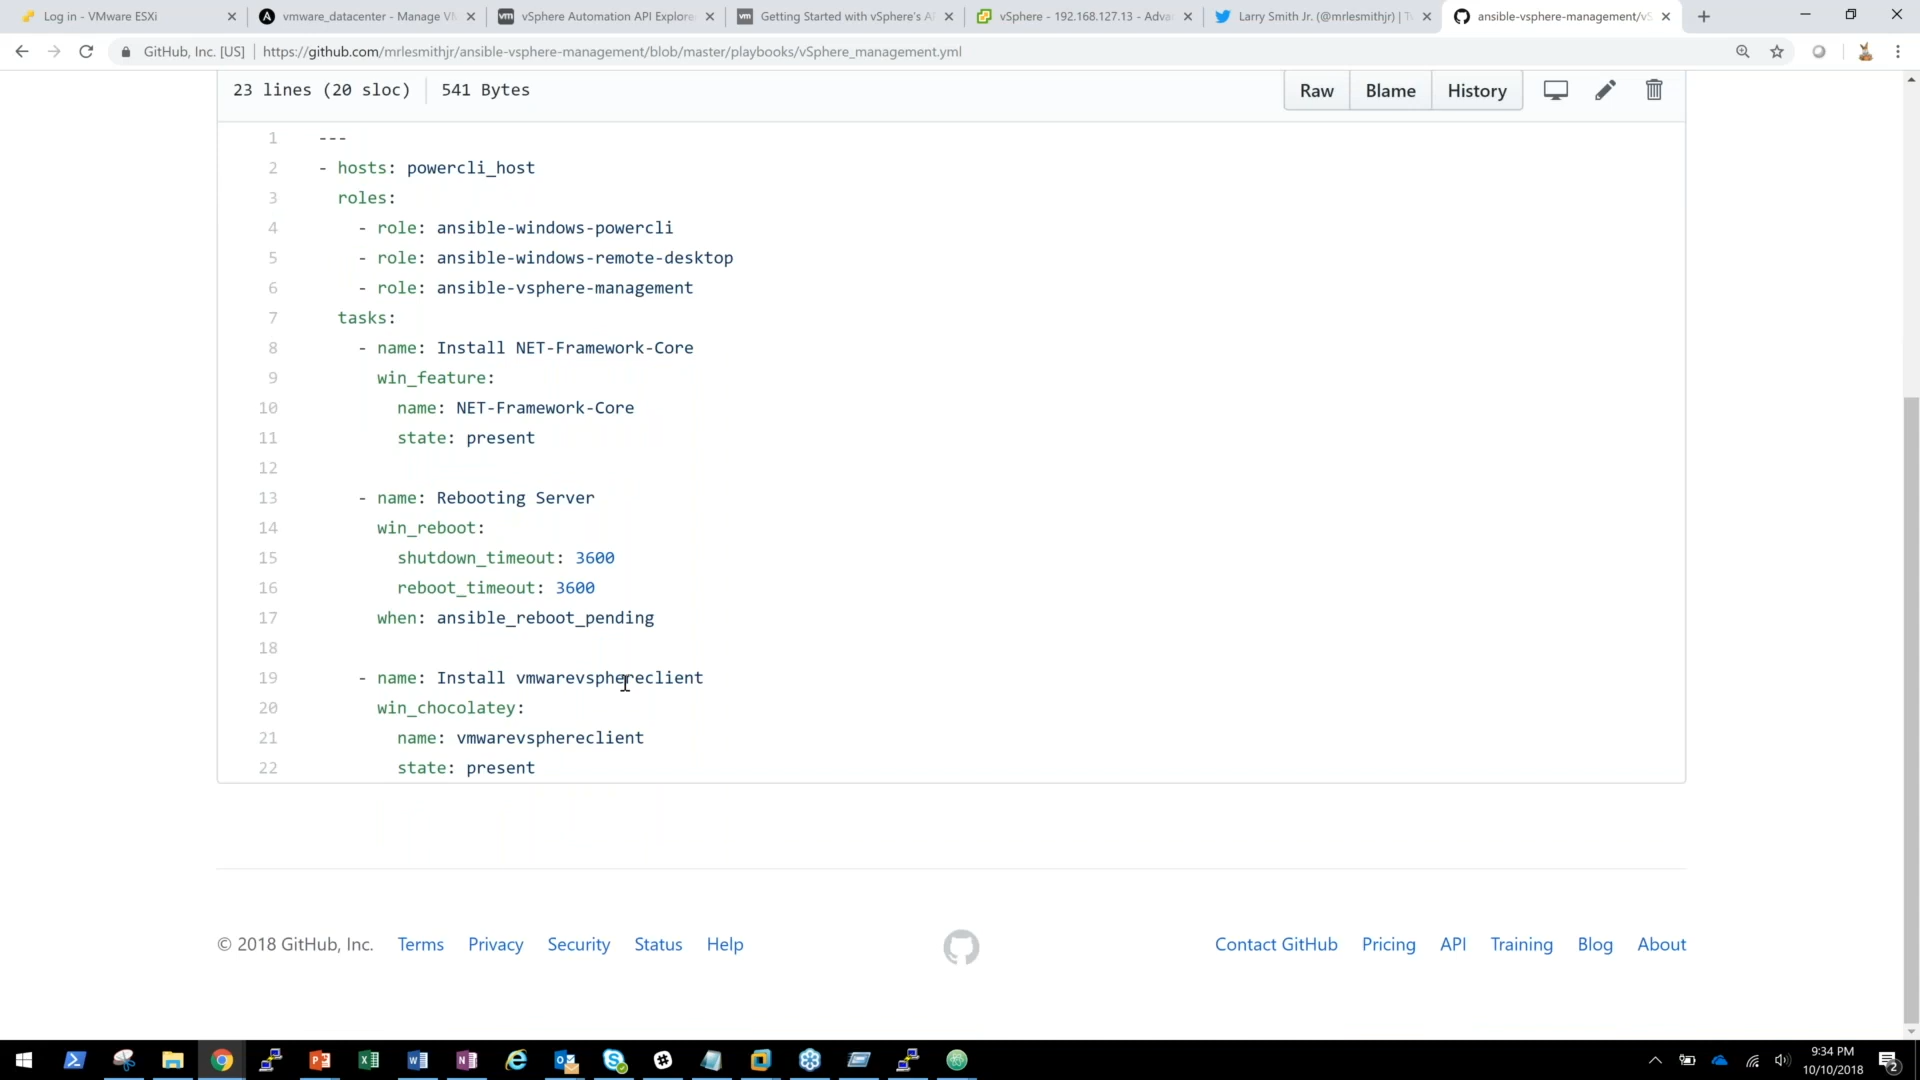 Log in - VMware ESXi
vmware_datacenter - Manage VM
vSphere Automation API Explore
Getting Started with vSphere's A
vSphere - 192.168.127.13 - Adva
Larry Smith Jr. (@mrlesmithjr) | T
ansible-vsphere-management/vS
GitHub, Inc. [US] | https://github.com/mrlesmithjr/ansible-vsphere-management/blob/master/playbooks/vSphere_management.yml
23 lines (20 sloc) | 541 Bytes
Raw Blame History
1 ---
2 - hosts: powercli_host
3 roles:
4 - role: ansible-windows-powercli
5 - role: ansible-windows-remote-desktop
6 - role: ansible-vsphere-management
7 tasks:
8 - name: Install NET-Framework-Core
9 win_feature:
10 name: NET-Framework-Core
11 state: present
12
13 - name: Rebooting Server
14 win_reboot:
15 shutdown_timeout: 3600
16 reboot_timeout: 3600
17 when: ansible_reboot_pending
18
19 - name: Install vmwarevsphereclient
20 win_chocolatey:
21 name: vmwarevsphereclient
22 state: present
© 2018 GitHub, Inc. Terms Privacy Security Status Help
Contact GitHub Pricing API Training Blog About
9:34 PM
10/10/2018
2